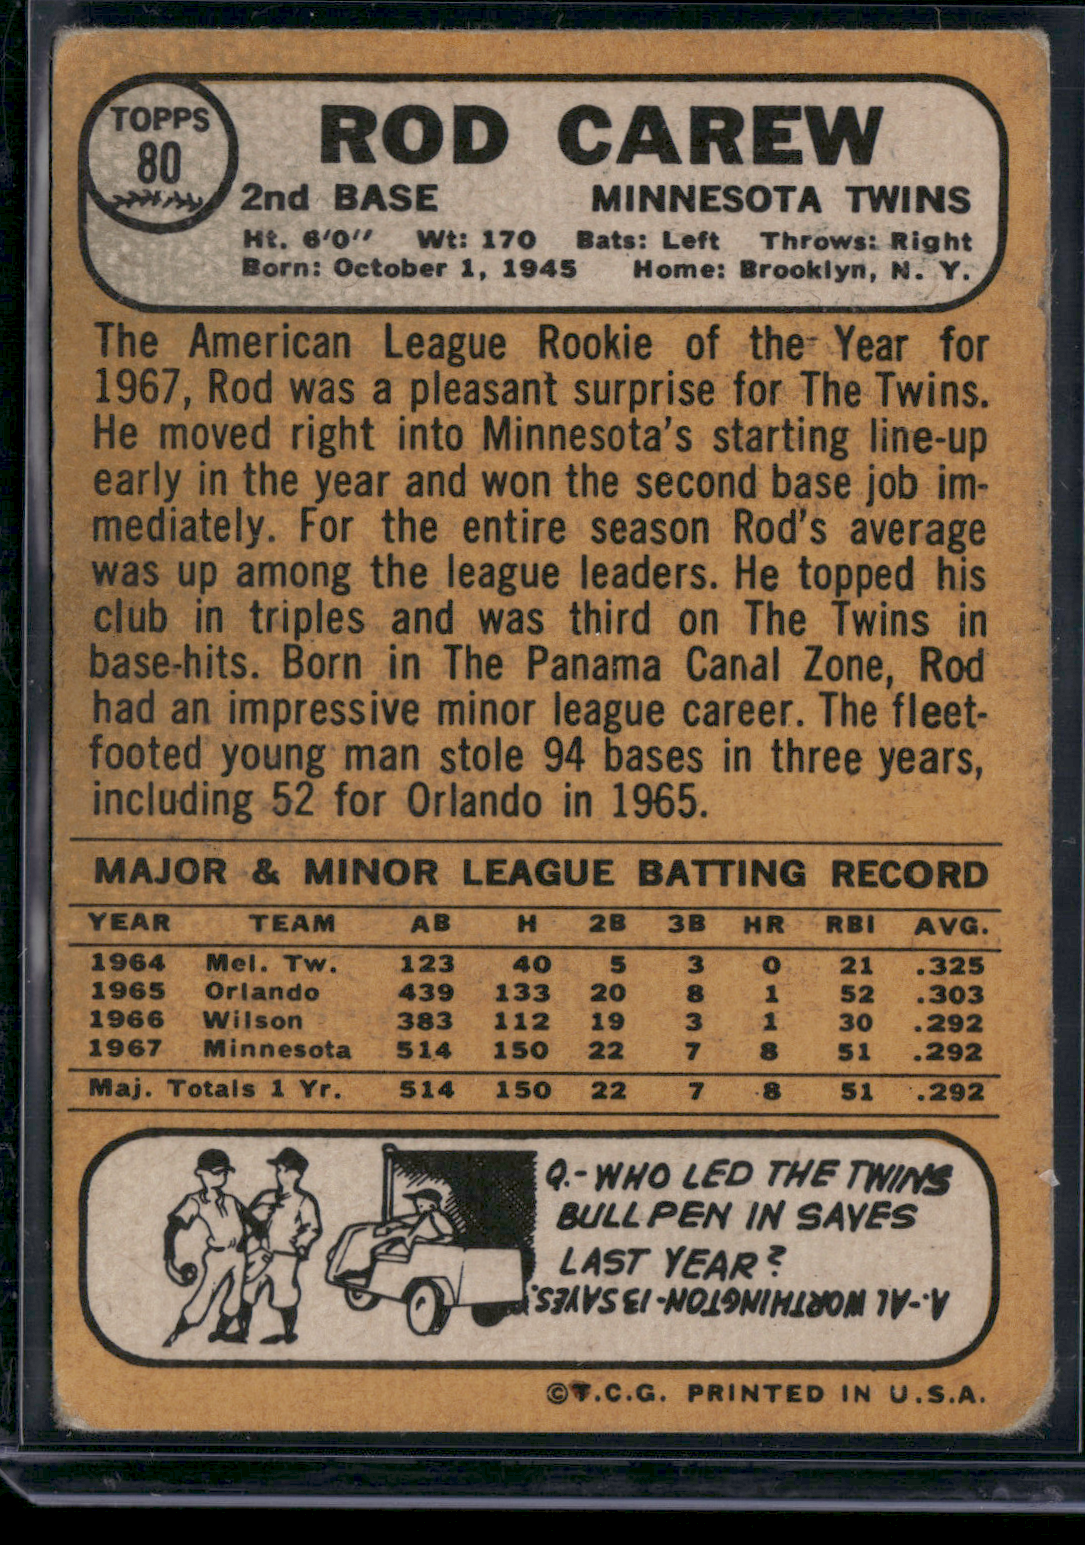 TOPPS
80
ROD CAREW
2nd BASE MINNESOTA TWINS
Ht. 6'0" Wt: 170 Bats: Left Throws: Right
Born: October 1, 1945 Home: Brooklyn, N. Y.
The American League Rookie of the Year for
1967, Rod was a pleasant surprise for The Twins.
He moved right into Minnesota's starting line-up
early in the year and won the second base job im-
mediately. For the entire season Rod's average
was up among the league leaders. He topped his
club in triples and was third on The Twins in
base-hits. Born in The Panama Canal Zone, Rod
had an impressive minor league career. The fleet-
footed young man stole 94 bases in three years,
including 52 for Orlando in 1965.
MAJOR & MINOR LEAGUE BATTING RECORD
YEAR TEAM AB H 2B 3B HR RBI AVG.
1964 Mel. Tw. 123 40 5 3 0 21 .325
1965 Orlando 439 133 20 8 1 52 .303
1966 Wilson 383 112 19 3 1 30 .292
1967 Minnesota 514 150 22 7 8 51 .292
Maj. Totals 1 Yr. 514 150 22 7 8 51 .292
Q.- WHO LED THE TWINS
BULLPEN IN SAVES
LAST YEAR?
A.- AL WORTHINGTON-13 SAVES.
©T.C.G. PRINTED IN U.S.A.